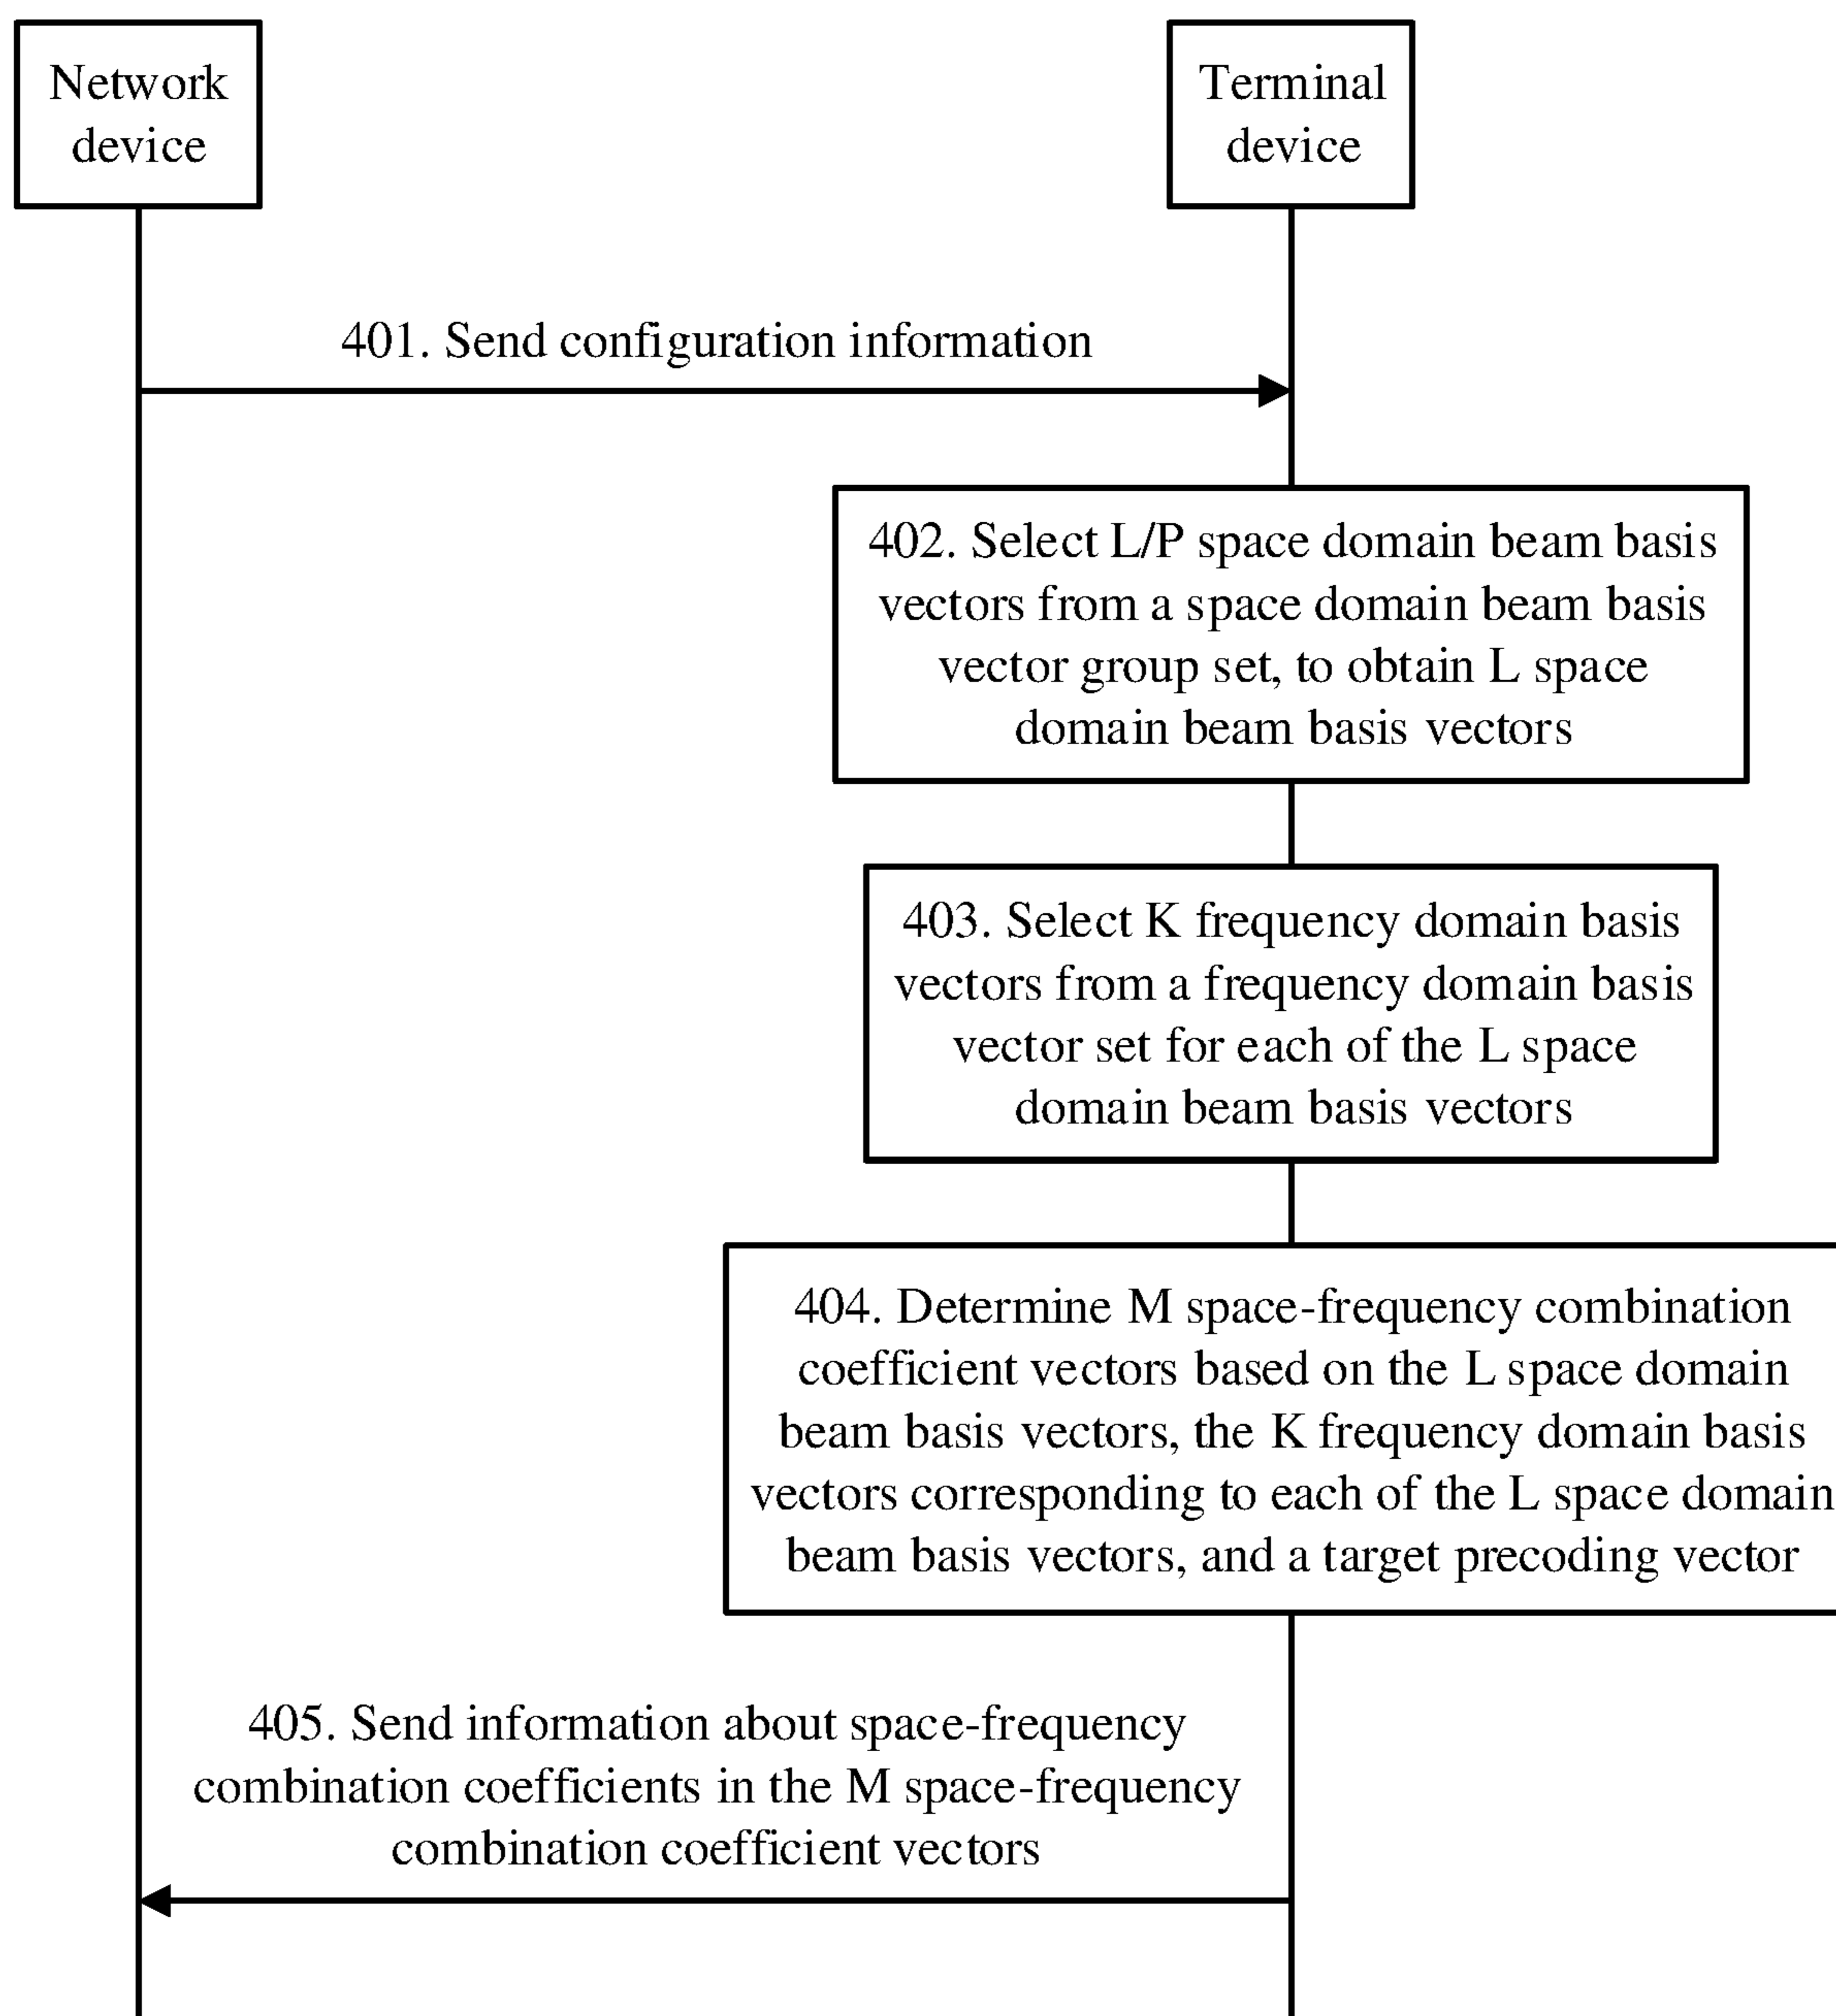 Network
device
Terminal
device
401. Send configuration information
402. Select L/P space domain beam basis
vectors from a space domain beam basis
vector group set, to obtain L space
domain beam basis vectors
403. Select K frequency domain basis
vectors from a frequency domain basis
vector set for each of the L space
domain beam basis vectors
404. Determine M space-frequency combination
coefficient vectors based on the L space domain
beam basis vectors, the K frequency domain basis
vectors corresponding to each of the L space domain
beam basis vectors, and a target precoding vector
405. Send information about space-frequency
combination coefficients in the M space-frequency
combination coefficient vectors